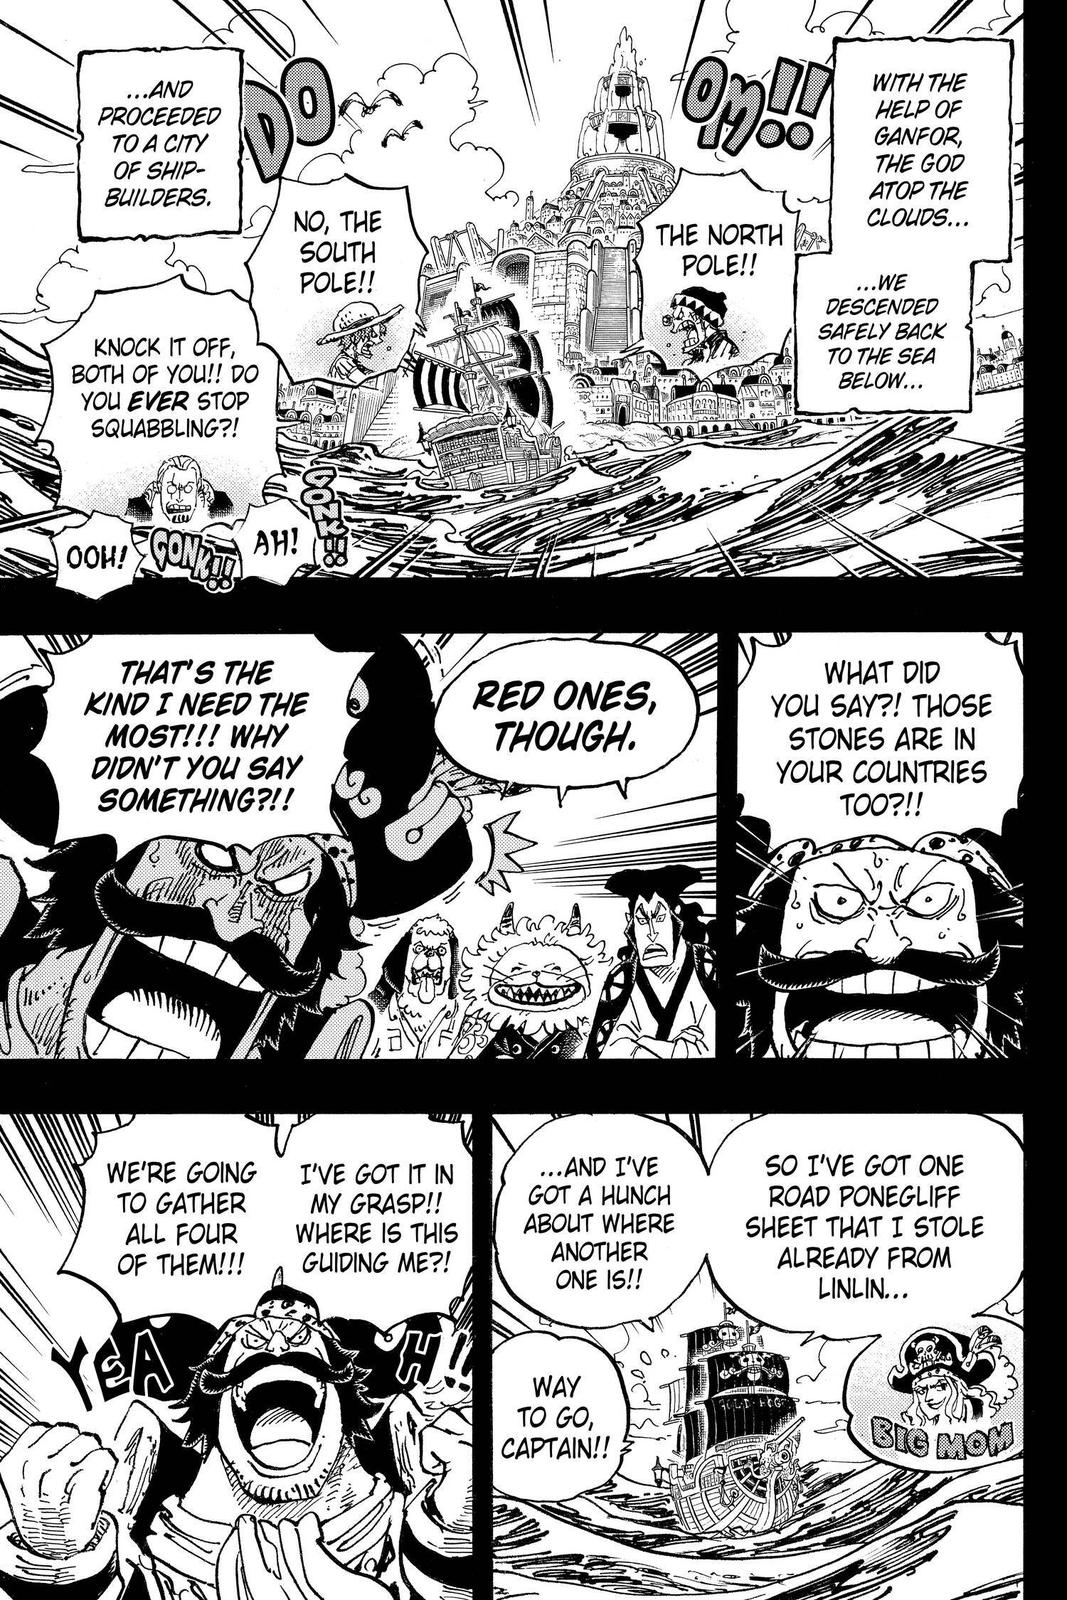 WITH THE
HELP OF
GANFOR,
THE GOD
ATOP THE
CLOUDS...
...WE
DESCENDED
SAFELY BACK
TO THE SEA
BELOW...
DO
OM!!
...AND
PROCEEDED
TO A CITY
OF SHIP-
BUILDERS.
THE NORTH
POLE!!
NO, THE
SOUTH
POLE!!
KNOCK IT OFF,
BOTH OF YOU!! DO
YOU EVER STOP
SQUABBLING?!
GONK!!
AH!
GONK!!
OOH!
WHAT DID
YOU SAY?! THOSE
STONES ARE IN
YOUR COUNTRIES
TOO?!!
RED ONES,
THOUGH.
THAT'S THE
KIND I NEED THE
MOST!!! WHY
DIDN'T YOU SAY
SOMETHING?!!
SO I'VE GOT ONE
ROAD PONEGLIFF
SHEET THAT I STOLE
ALREADY FROM
LINLIN...
BIG MOM
...AND I'VE
GOT A HUNCH
ABOUT WHERE
ANOTHER
ONE IS!!
WAY
TO GO,
CAPTAIN!!
I'VE GOT IT IN
MY GRASP!!
WHERE IS THIS
GUIDING ME?!
WE'RE GOING
TO GATHER
ALL FOUR
OF THEM!!!
YEAH!!